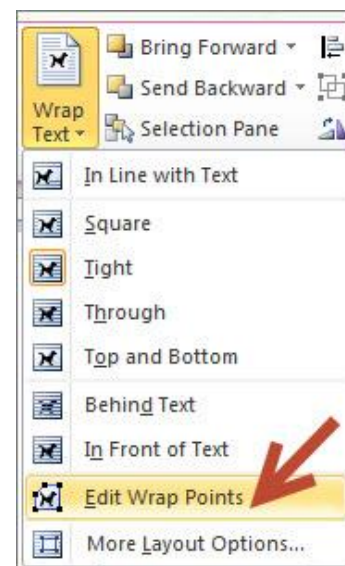 Bring Forward
Send Backward
Wrap
Text
Selection Pane
In Line with Text
Square
Tight
Through
Top and Bottom
Behind Text
In Front of Text
Edit Wrap Points
More Layout Options...